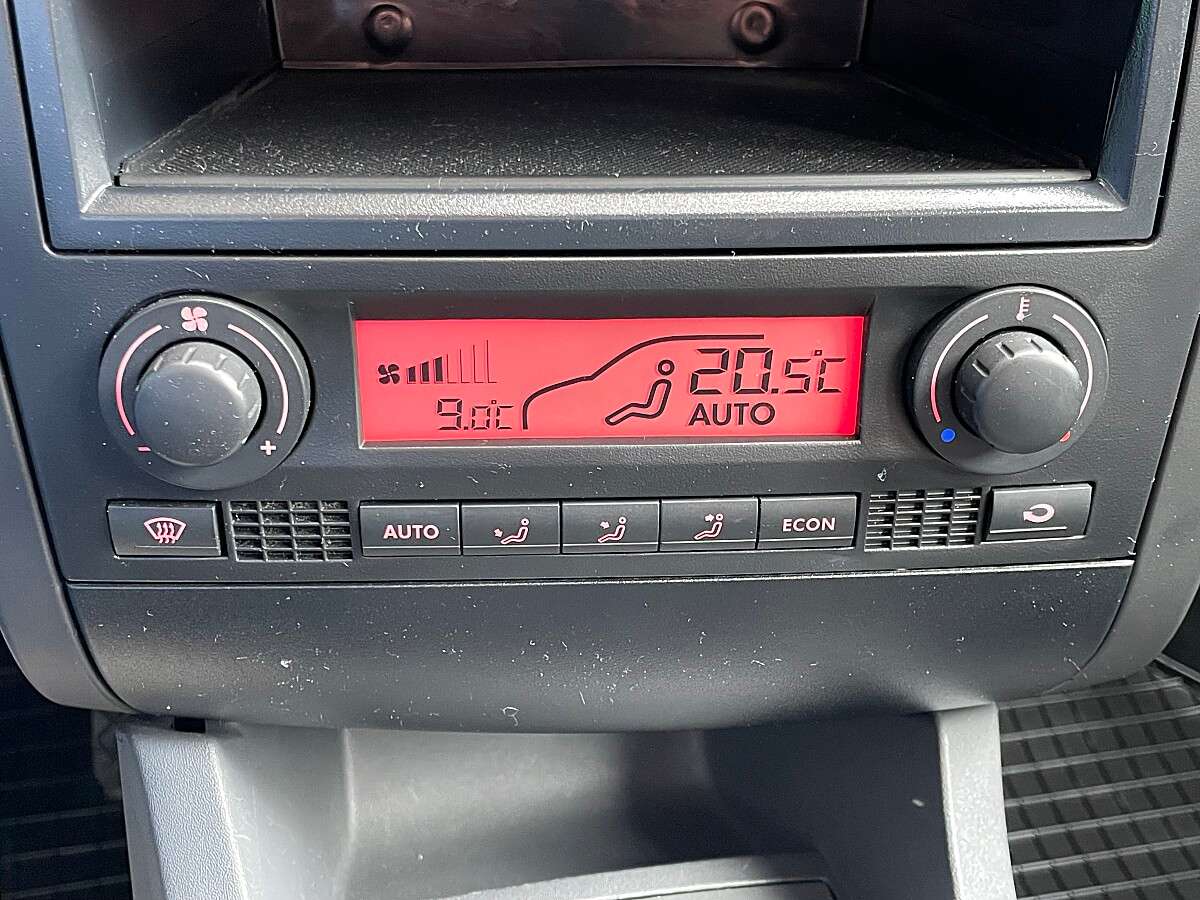 20.5°C
9.0°C
AUTO
- +
AUTO
ECON